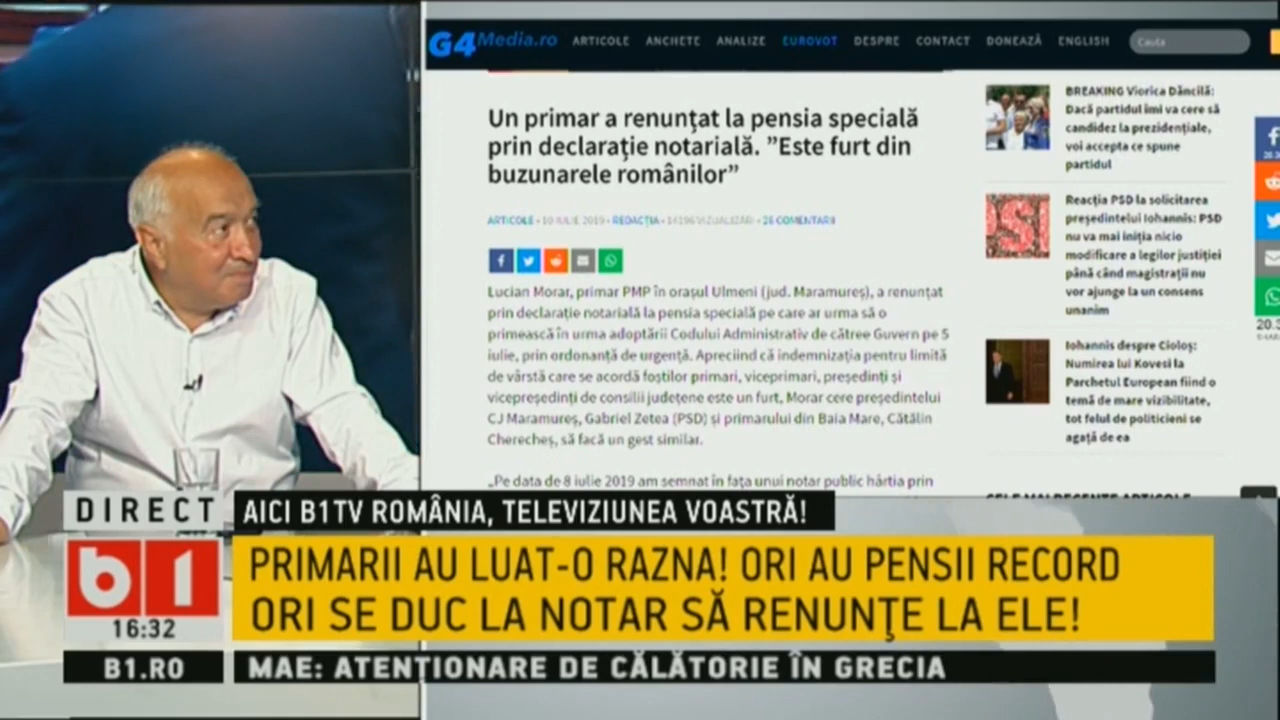 G4Media.ro ARTICOLE ANCHETE ANALIZE EUROVOT DESPRE CONTACT DONEAZĂ ENGLISH Cauta
Un primar a renunțat la pensia specială
prin declarație notarială. ”Este furt din
buzunarele românilor”
ARTICOLE • 10 IULIE 2019 • REDACȚIA • 14196 VIZUALIZĂRI • 26 COMENTARII
Lucian Morar, primar PMP în orașul Ulmeni (jud. Maramureș), a renunțat
prin declarație notarială la pensia specială pe care ar urma să o
primească în urma adoptării Codului Administrativ de către Guvern pe 5
iulie, prin ordonanță de urgență. Apreciind că indemnizația pentru limită
de vârstă care se acordă foștilor primari, viceprimari, președinți și
vicepreședinți de consilii județene este un furt, Morar cere președintelui
CJ Maramureș, Gabriel Zetea (PSD) și primarului din Baia Mare, Cătălin
Cherecheș, să facă un gest similar.
„Pe data de 8 iulie 2019 am semnat în fața unui notar public hârtia prin
BREAKING Viorica Dăncilă:
Dacă partidul îmi va cere să
candidez la prezidențiale,
voi accepta ce spune
partidul
Reacția PSD la solicitarea
președintelui Iohannis: PSD
nu va mai iniția nicio
modificare a legilor justiției
până când magistrații nu
vor ajunge la un consens
unanim
Iohannis despre Cioloș:
Numirea lui Kovesi la
Parchetul European fiind o
temă de mare vizibilitate,
tot felul de politicieni se
agață de ea
CELE MAI RECENTE ARTICOLE
20.3
DIRECT
AICI B1TV ROMÂNIA, TELEVIZIUNEA VOASTRĂ!
b1
PRIMARII AU LUAT-O RAZNA! ORI AU PENSII RECORD
ORI SE DUC LA NOTAR SĂ RENUNŢE LA ELE!
16:32
B1.RO
MAE: ATENȚIONARE DE CĂLĂTORIE ÎN GRECIA